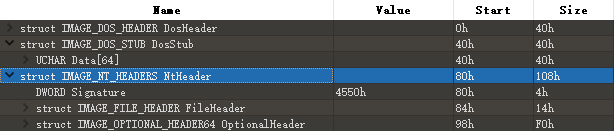 Name Value Start Size
struct IMAGE_DOS_HEADER DosHeader 0h 40h
struct IMAGE_DOS_STUB DosStub 40h 40h
UCHAR Data[64] 40h 40h
struct IMAGE_NT_HEADERS NtHeader 80h 108h
DWORD Signature 4550h 80h 4h
struct IMAGE_FILE_HEADER FileHeader 84h 14h
struct IMAGE_OPTIONAL_HEADER64 OptionalHeader 98h F0h